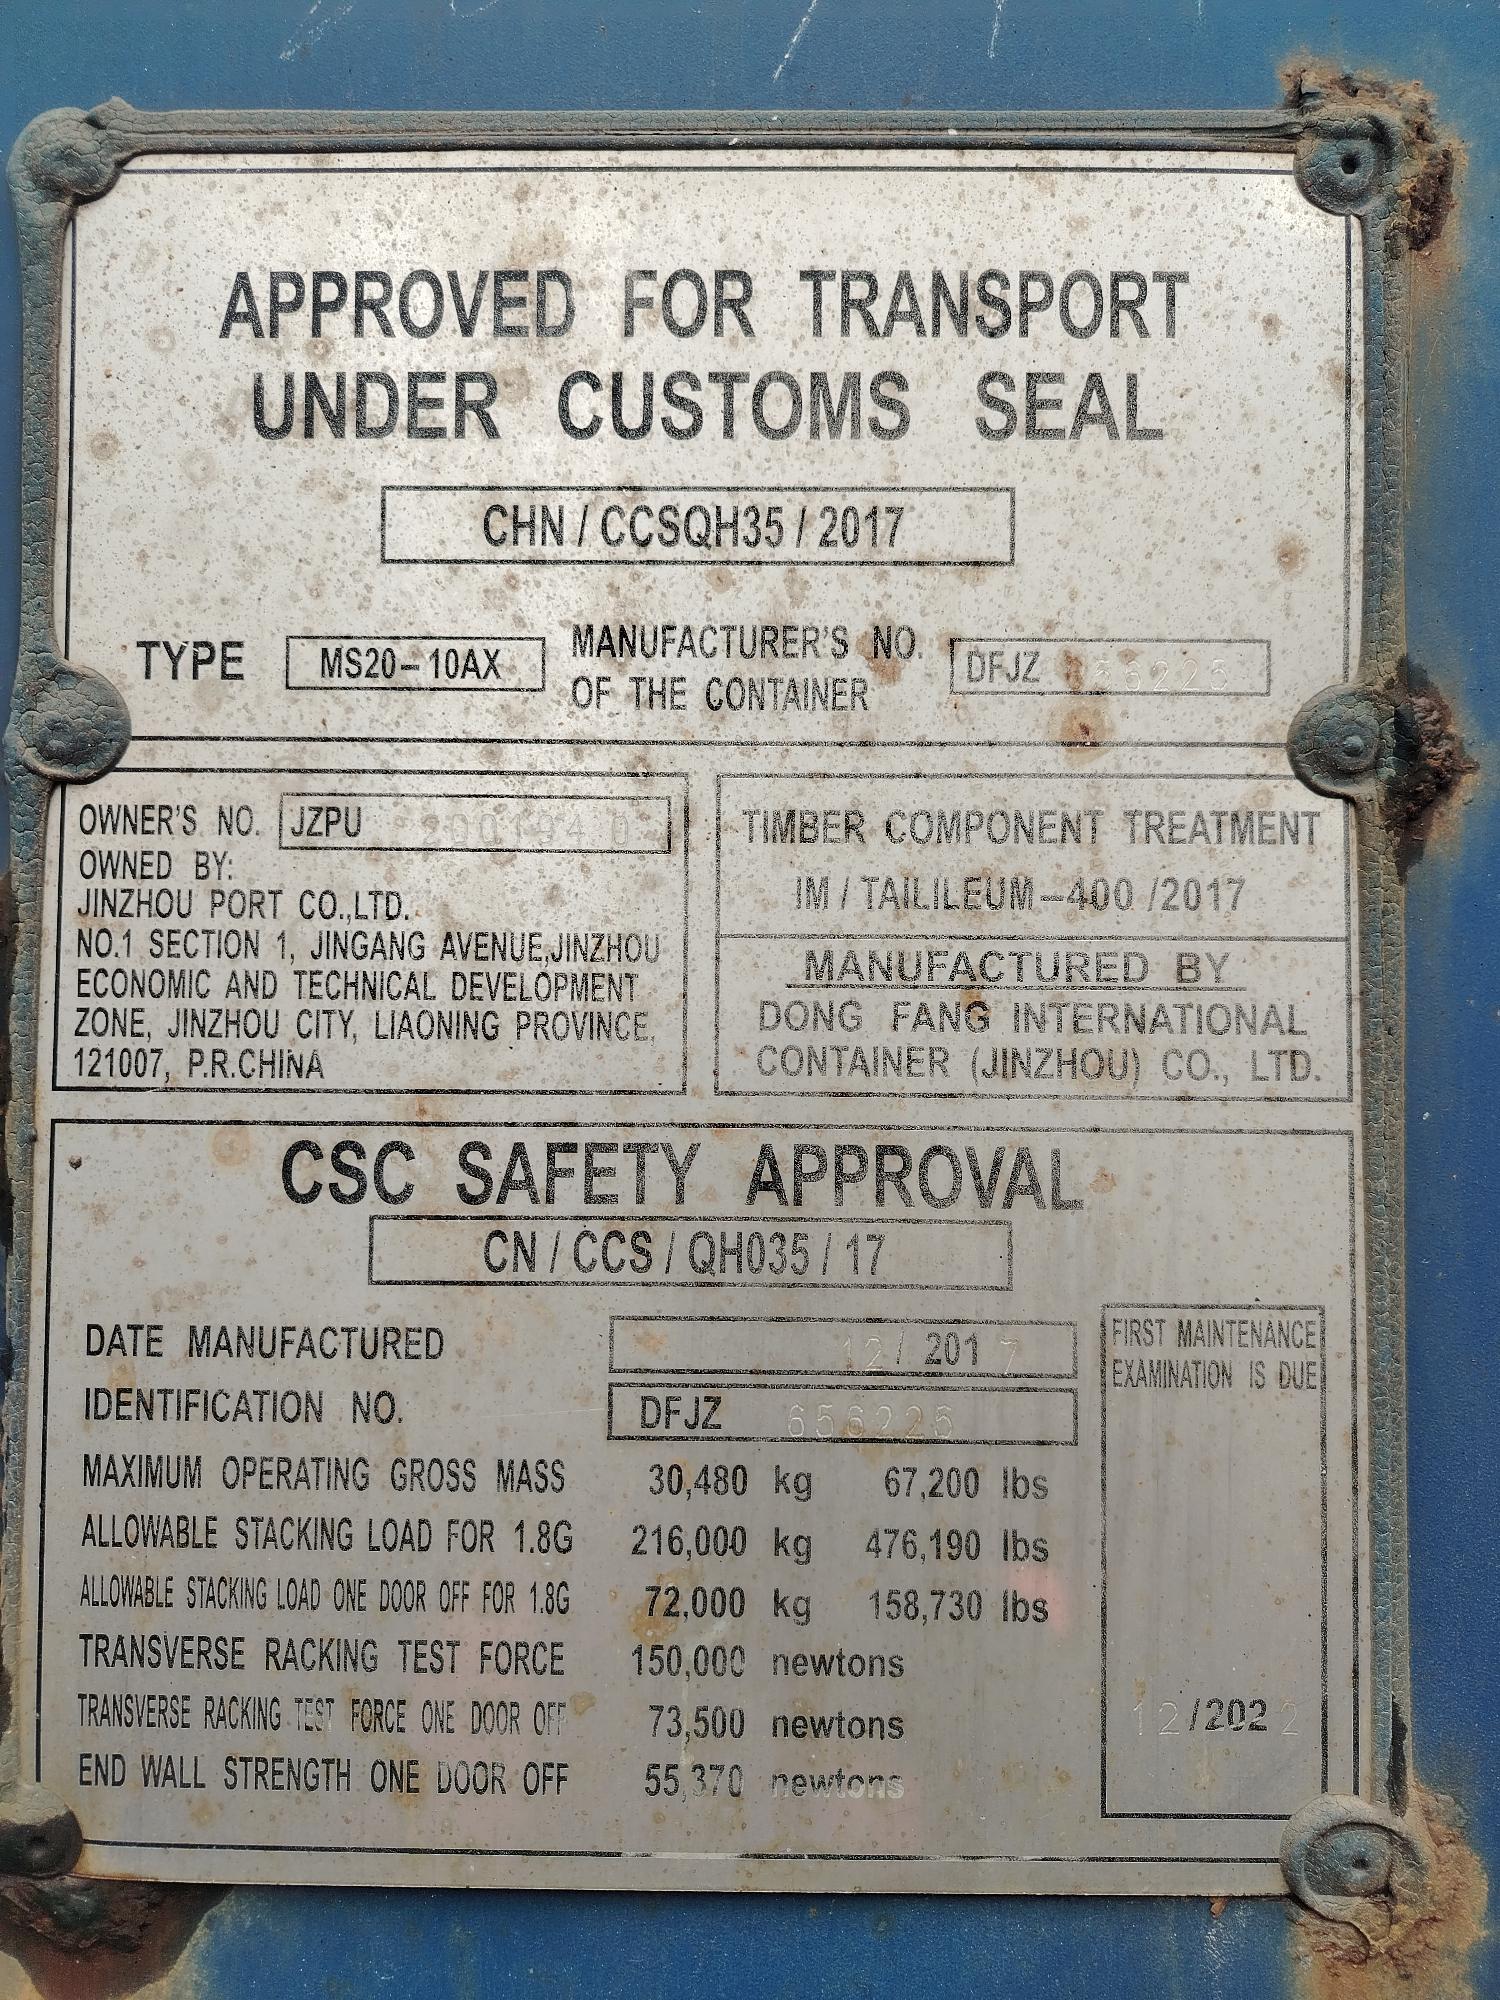 APPROVED FOR TRANSPORT
UNDER CUSTOMS SEAL
CHN / CCSQH35 / 2017
TYPE MS20-10AX MANUFACTURER'S NO. OF THE CONTAINER DFJZ 656225
OWNER'S NO. JZPU
OWNED BY:
JINZHOU PORT CO.,LTD.
NO.1 SECTION 1, JINGANG AVENUE,JINZHOU
ECONOMIC AND TECHNICAL DEVELOPMENT
ZONE, JINZHOU CITY, LIAONING PROVINCE,
121007, P.R.CHINA
TIMBER COMPONENT TREATMENT
IM / TAILILEUM-400 /2017
MANUFACTURED BY
DONG FANG INTERNATIONAL
CONTAINER (JINZHOU) CO., LTD.
CSC SAFETY APPROVAL
CN / CCS / QH035 / 17
DATE MANUFACTURED 12 / 2017
IDENTIFICATION NO. DFJZ 656225
MAXIMUM OPERATING GROSS MASS 30,480 kg 67,200 lbs
ALLOWABLE STACKING LOAD FOR 1.8G 216,000 kg 476,190 lbs
ALLOWABLE STACKING LOAD ONE DOOR OFF FOR 1.8G 72,000 kg 158,730 lbs
TRANSVERSE RACKING TEST FORCE 150,000 newtons
TRANSVERSE RACKING TEST FORCE ONE DOOR OFF 73,500 newtons
END WALL STRENGTH ONE DOOR OFF 55,370 newtons
FIRST MAINTENANCE
EXAMINATION IS DUE
12 / 2022